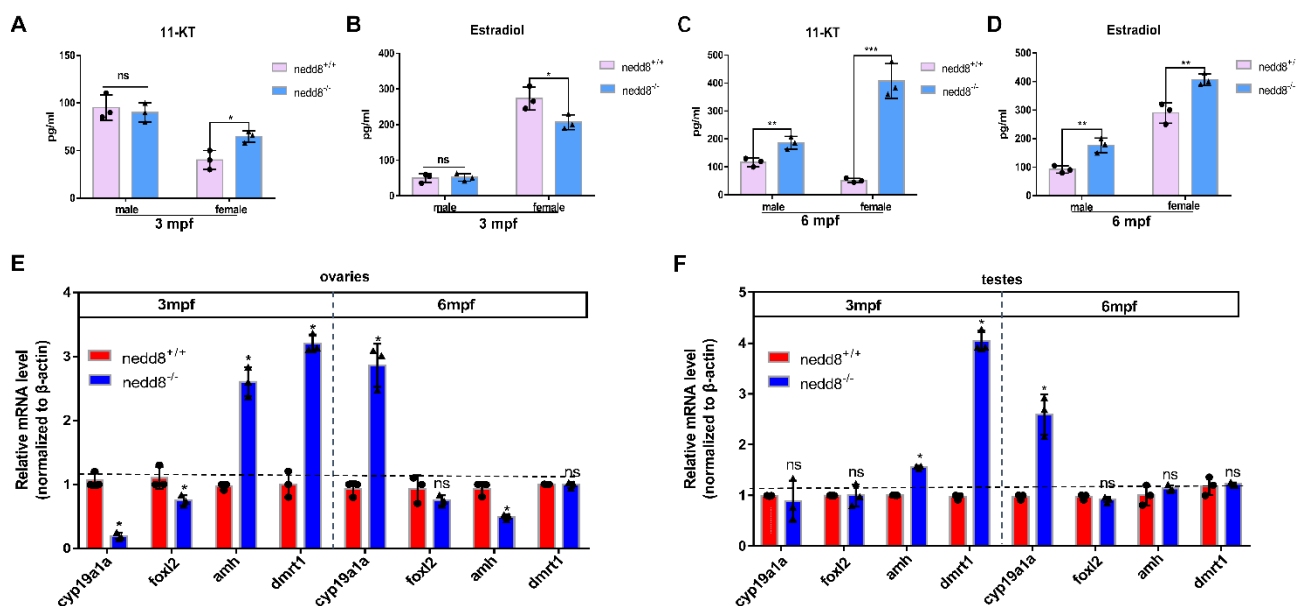 A
11-KT
pg/ml
150
100
50
0
ns
*
nedd8+/+
nedd8-/-
male
female
3 mpf
B
Estradiol
pg/ml
400
300
200
100
0
ns
*
nedd8+/+
nedd8-/-
male
female
3 mpf
C
11-KT
pg/ml
500
400
300
200
100
0
**
***
nedd8+/+
nedd8-/-
male
female
6 mpf
D
Estradiol
pg/ml
500
400
300
200
100
0
**
**
nedd8+/
nedd8-/-
male
female
6 mpf
E
ovaries
3mpf
6mpf
Relative mRNA level
(normalized to β-actin)
4
3
2
1
0
nedd8+/+
nedd8-/-
*
*
*
*
*
ns
*
ns
cyp19a1a
foxl2
amh
dmrt1
cyp19a1a
foxl2
amh
dmrt1
F
testes
3mpf
6mpf
Relative mRNA level
(normalized to β-actin)
5
4
3
2
1
0
nedd8+/+
nedd8-/-
ns
ns
*
*
*
ns
ns
ns
cyp19a1a
foxl2
amh
dmrt1
cyp19a1a
foxl2
amh
dmrt1